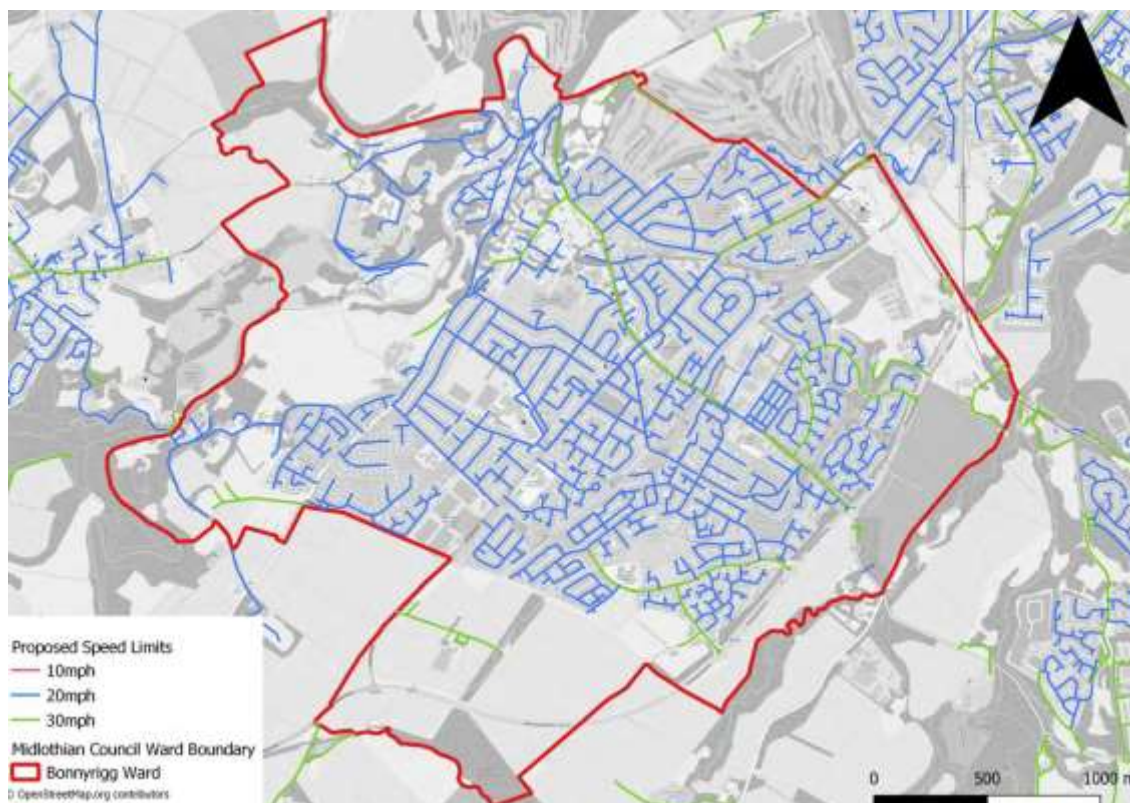 Proposed Speed Limits
10mph
20mph
30mph
Midlothian Council Ward Boundary
Bonnyrigg Ward
OpenStreetMap.org contributors
0 500 1000 m